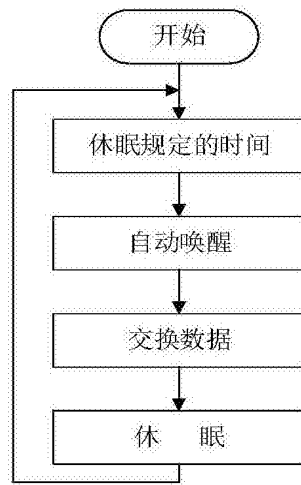 开始
休眠规定的时间
自动唤醒
交换数据
休 眠